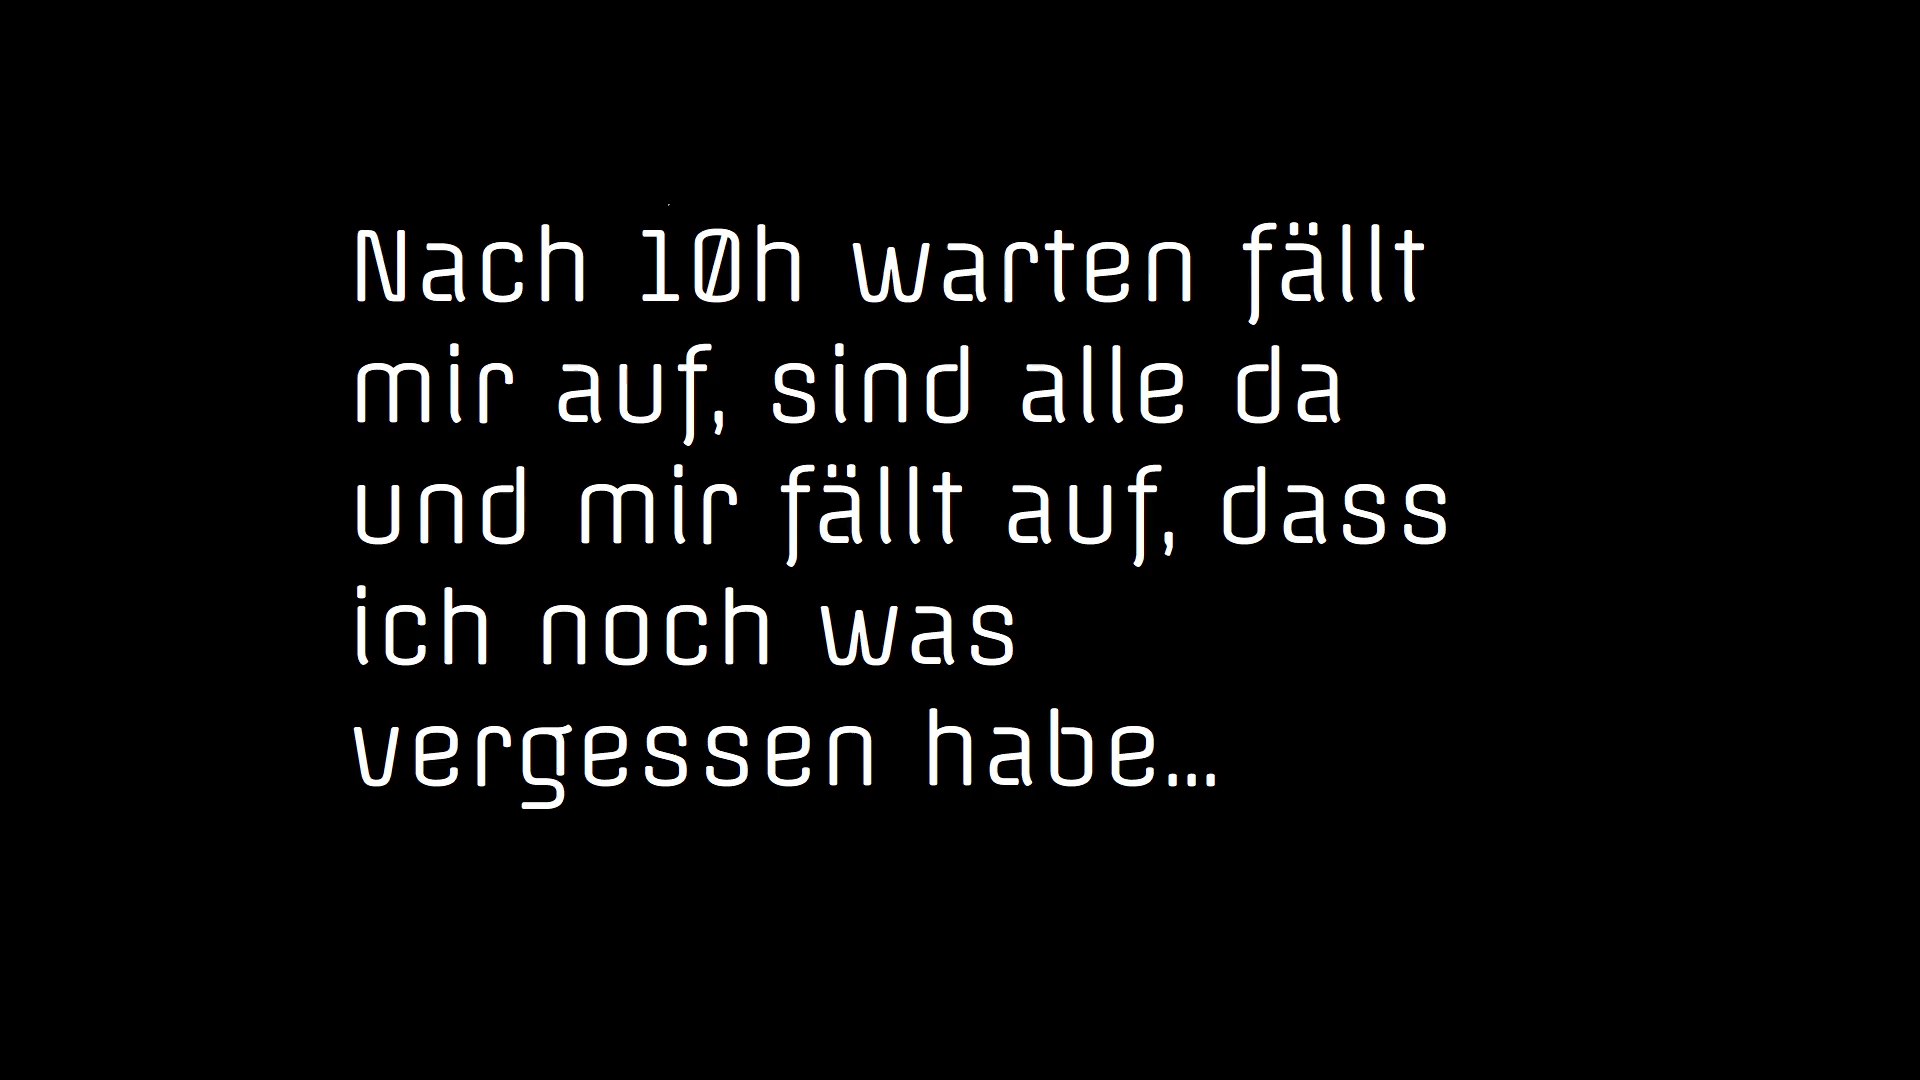 Nach 10h warten fällt
mir auf, sind alle da
und mir fällt auf, dass
ich noch was
vergessen habe...